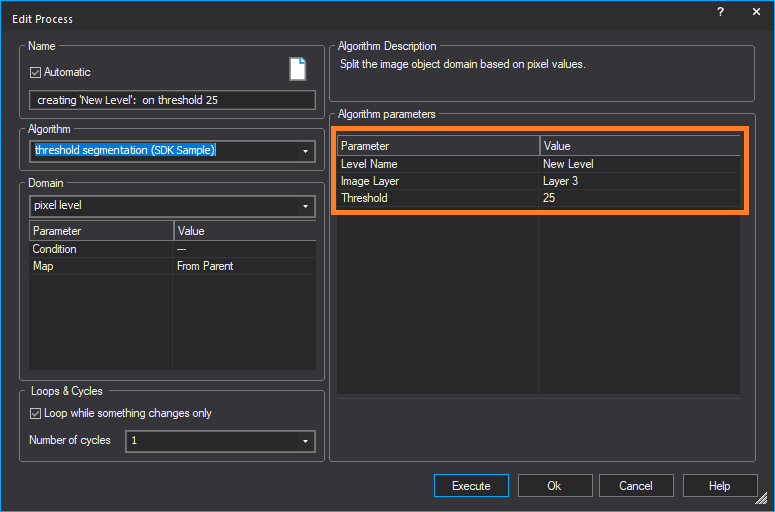 Edit Process
?
Name
Automatic
creating 'New Level':  on threshold 25
Algorithm
threshold segmentation (SDK Sample)
Domain
pixel level
Parameter Value
Condition ---
Map From Parent
Loops & Cycles
Loop while something changes only
Number of cycles 1
Algorithm Description
Split the image object domain based on pixel values.
Algorithm parameters
Parameter Value
Level Name New Level
Image Layer Layer 3
Threshold 25
Execute Ok Cancel Help